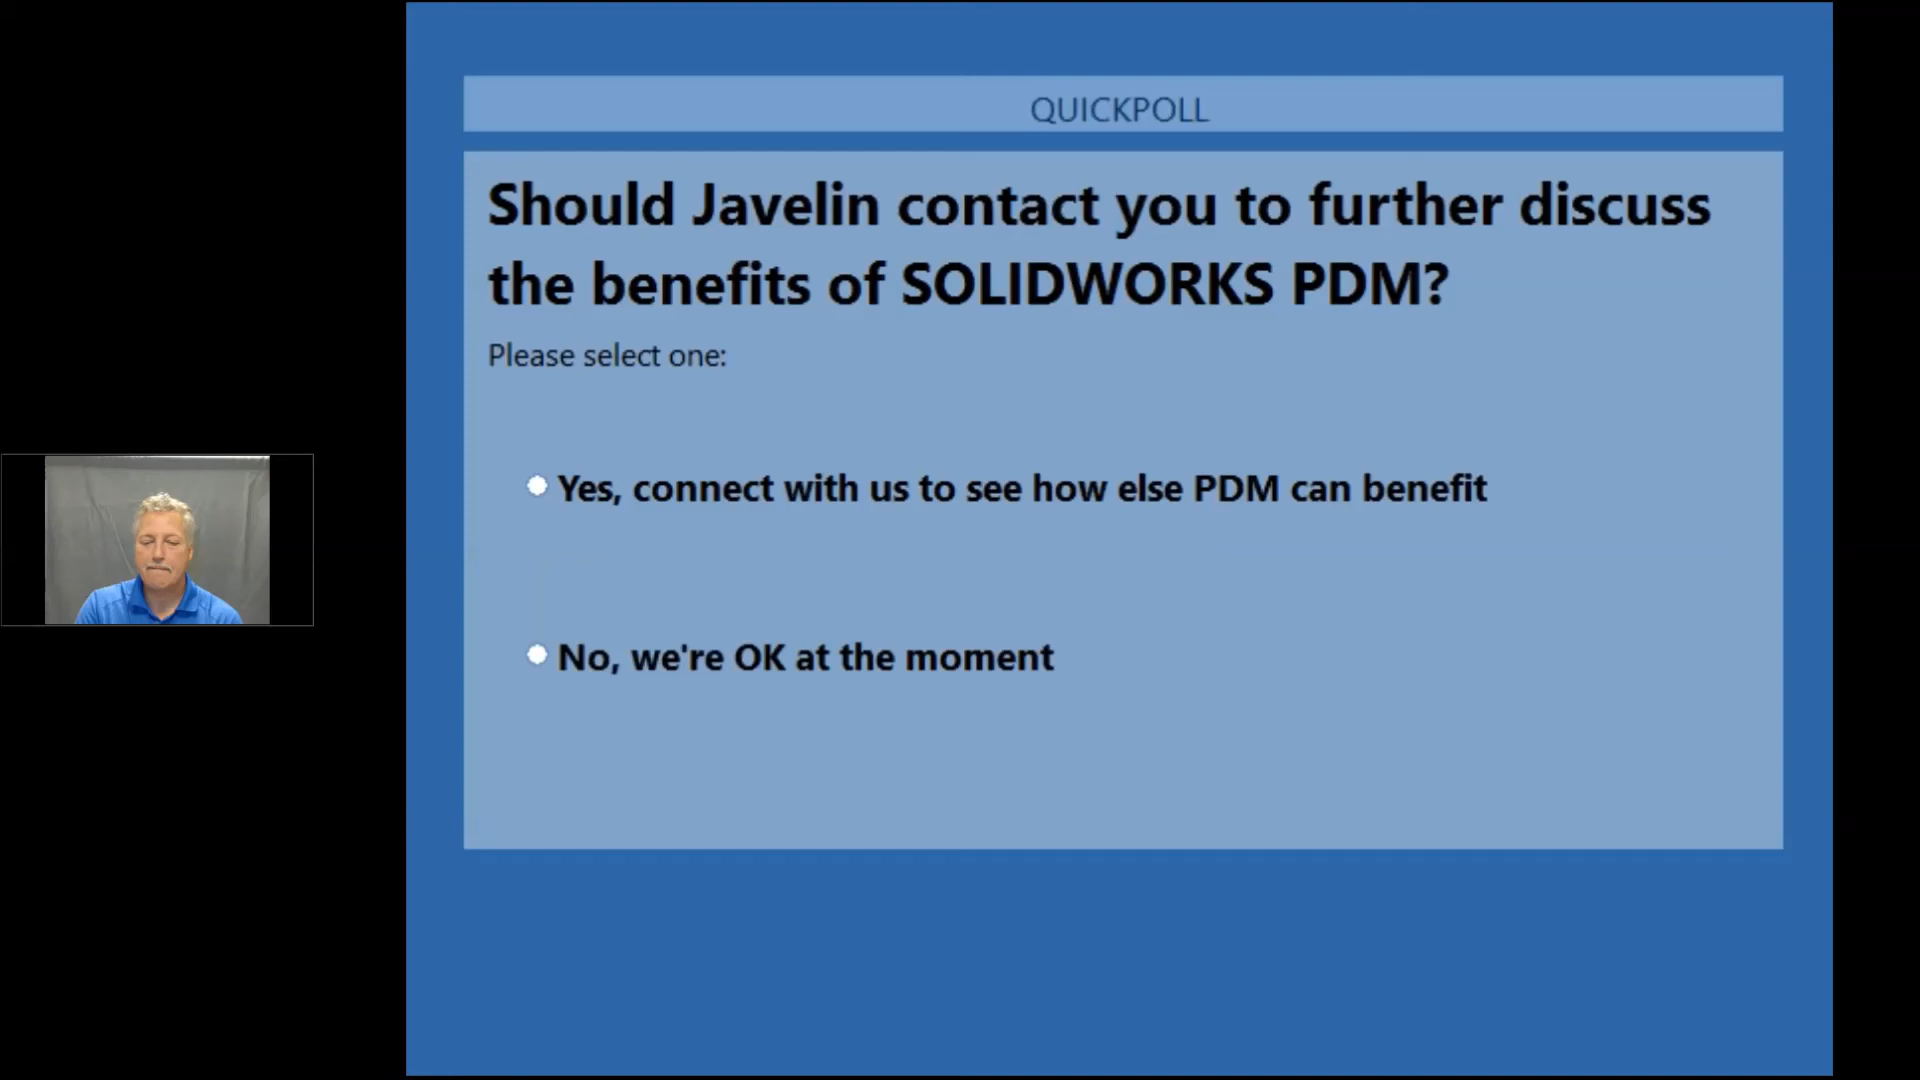 QUICKPOLL
Should Javelin contact you to further discuss
the benefits of SOLIDWORKS PDM?
Please select one:
Yes, connect with us to see how else PDM can benefit
No, we're OK at the moment